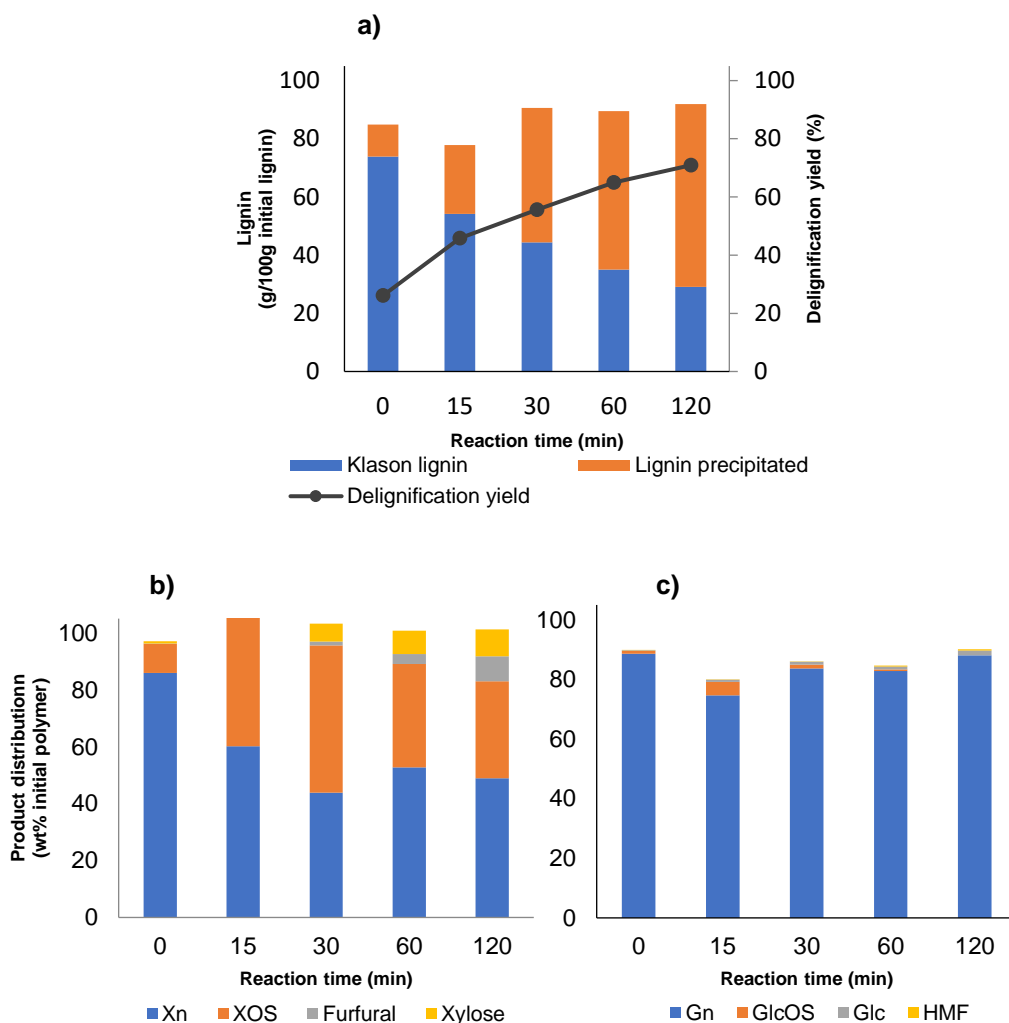 a)
100
80
60
40
20
0
Lignin
(g/100g initial lignin)
100
80
60
40
20
0
Delignification yield (%)
0 15 30 60 120
Reaction time (min)
Klason lignin Lignin precipitated
Delignification yield
b)
100
80
60
40
20
0
Product distributionn
(wt% initial polymer)
0 15 30 60 120
Reaction time (min)
Xn XOS Furfural Xylose
c)
100
80
60
40
20
0
0 15 30 60 120
Reaction time (min)
Gn GlcOS Glc HMF